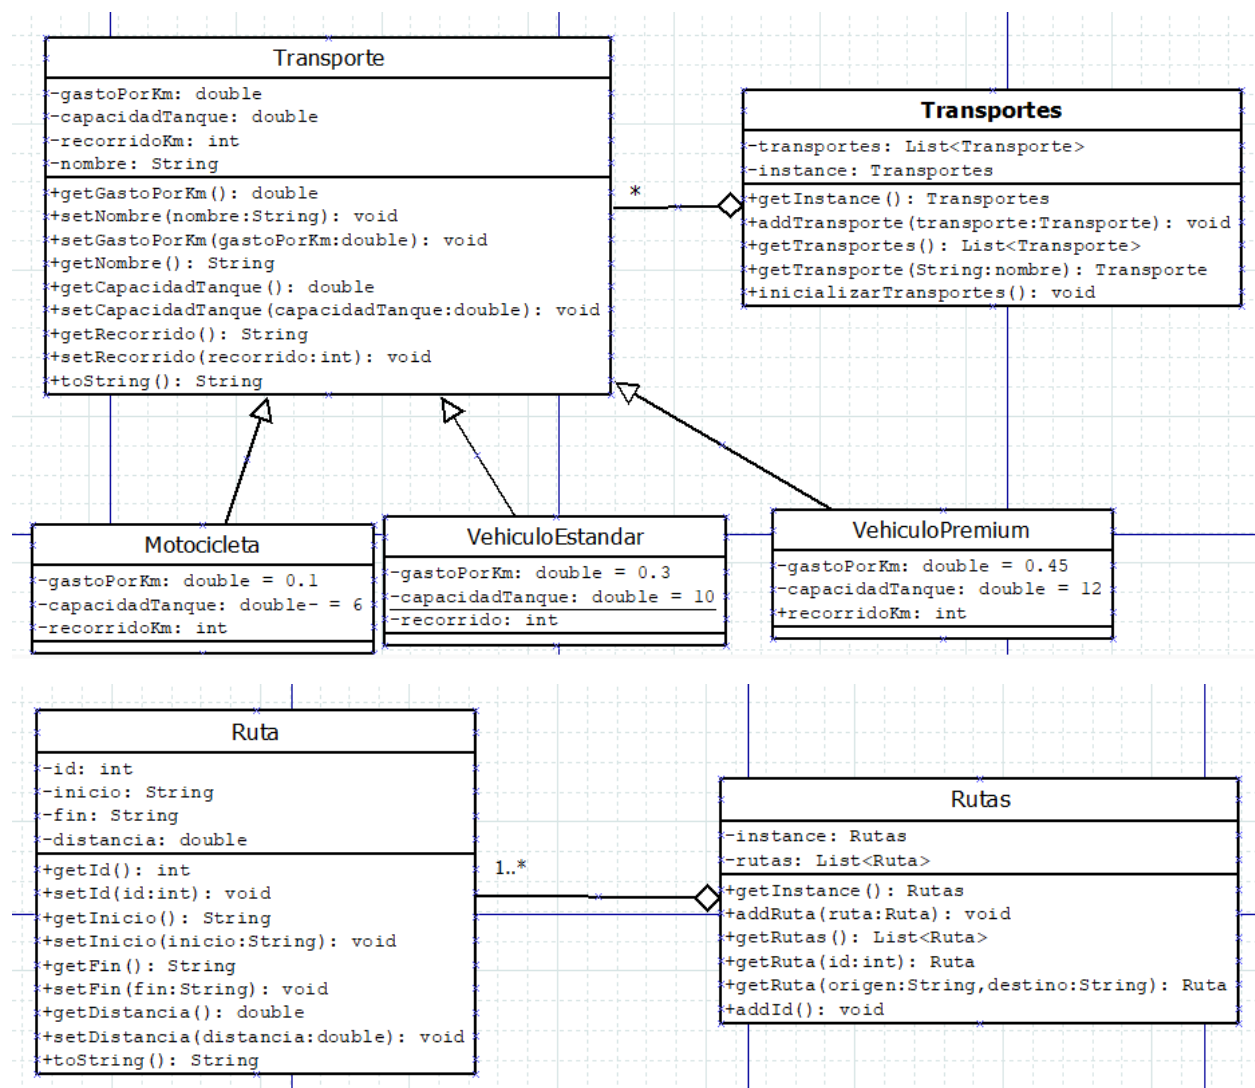 Transporte
-gastoPorKm: double
-capacidadTanque: double
-recorridoKm: int
-nombre: String
+getGastoPorKm(): double
+setNombre(nombre:String): void
+setGastoPorKm(gastoPorKm:double): void
+getNombre(): String
+getCapacidadTanque(): double
+setCapacidadTanque(capacidadTanque:double): void
+getRecorrido(): String
+setRecorrido(recorrido:int): void
+toString(): String
*
Transportes
-transportes: List<Transporte>
-instance: Transportes
+getInstance(): Transportes
+addTransporte(transporte:Transporte): void
+getTransportes(): List<Transporte>
+getTransporte(String:nombre): Transporte
+inicializarTransportes(): void
Motocicleta
-gastoPorKm: double = 0.1
-capacidadTanque: double- = 6
-recorridoKm: int
VehiculoEstandar
-gastoPorKm: double = 0.3
-capacidadTanque: double = 10
-recorrido: int
VehiculoPremium
-gastoPorKm: double = 0.45
-capacidadTanque: double = 12
+recorridoKm: int
Ruta
-id: int
-inicio: String
-fin: String
-distancia: double
+getId(): int
+setId(id:int): void
+getInicio(): String
+setInicio(inicio:String): void
+getFin(): String
+setFin(fin:String): void
+getDistancia(): double
+setDistancia(distancia:double): void
+toString(): String
1..*
Rutas
-instance: Rutas
-rutas: List<Ruta>
+getInstance(): Rutas
+addRuta(ruta:Ruta): void
+getRutas(): List<Ruta>
+getRuta(id:int): Ruta
+getRuta(origen:String,destino:String): Ruta
+addId(): void